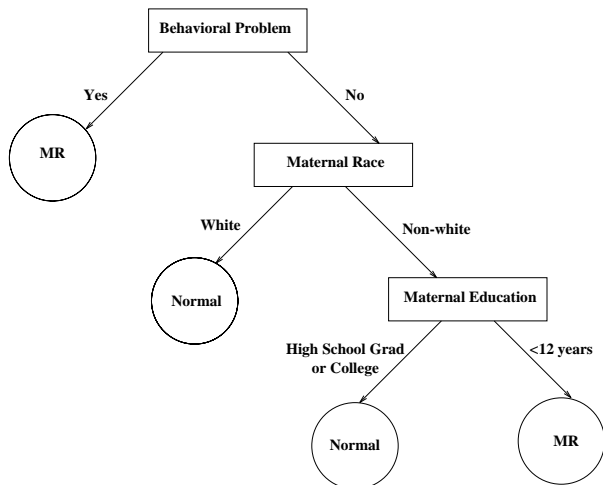 Behavioral Problem
Yes
No
MR
Maternal Race
White
Non-white
Normal
Maternal Education
High School Grad
or College
<12 years
Normal
MR